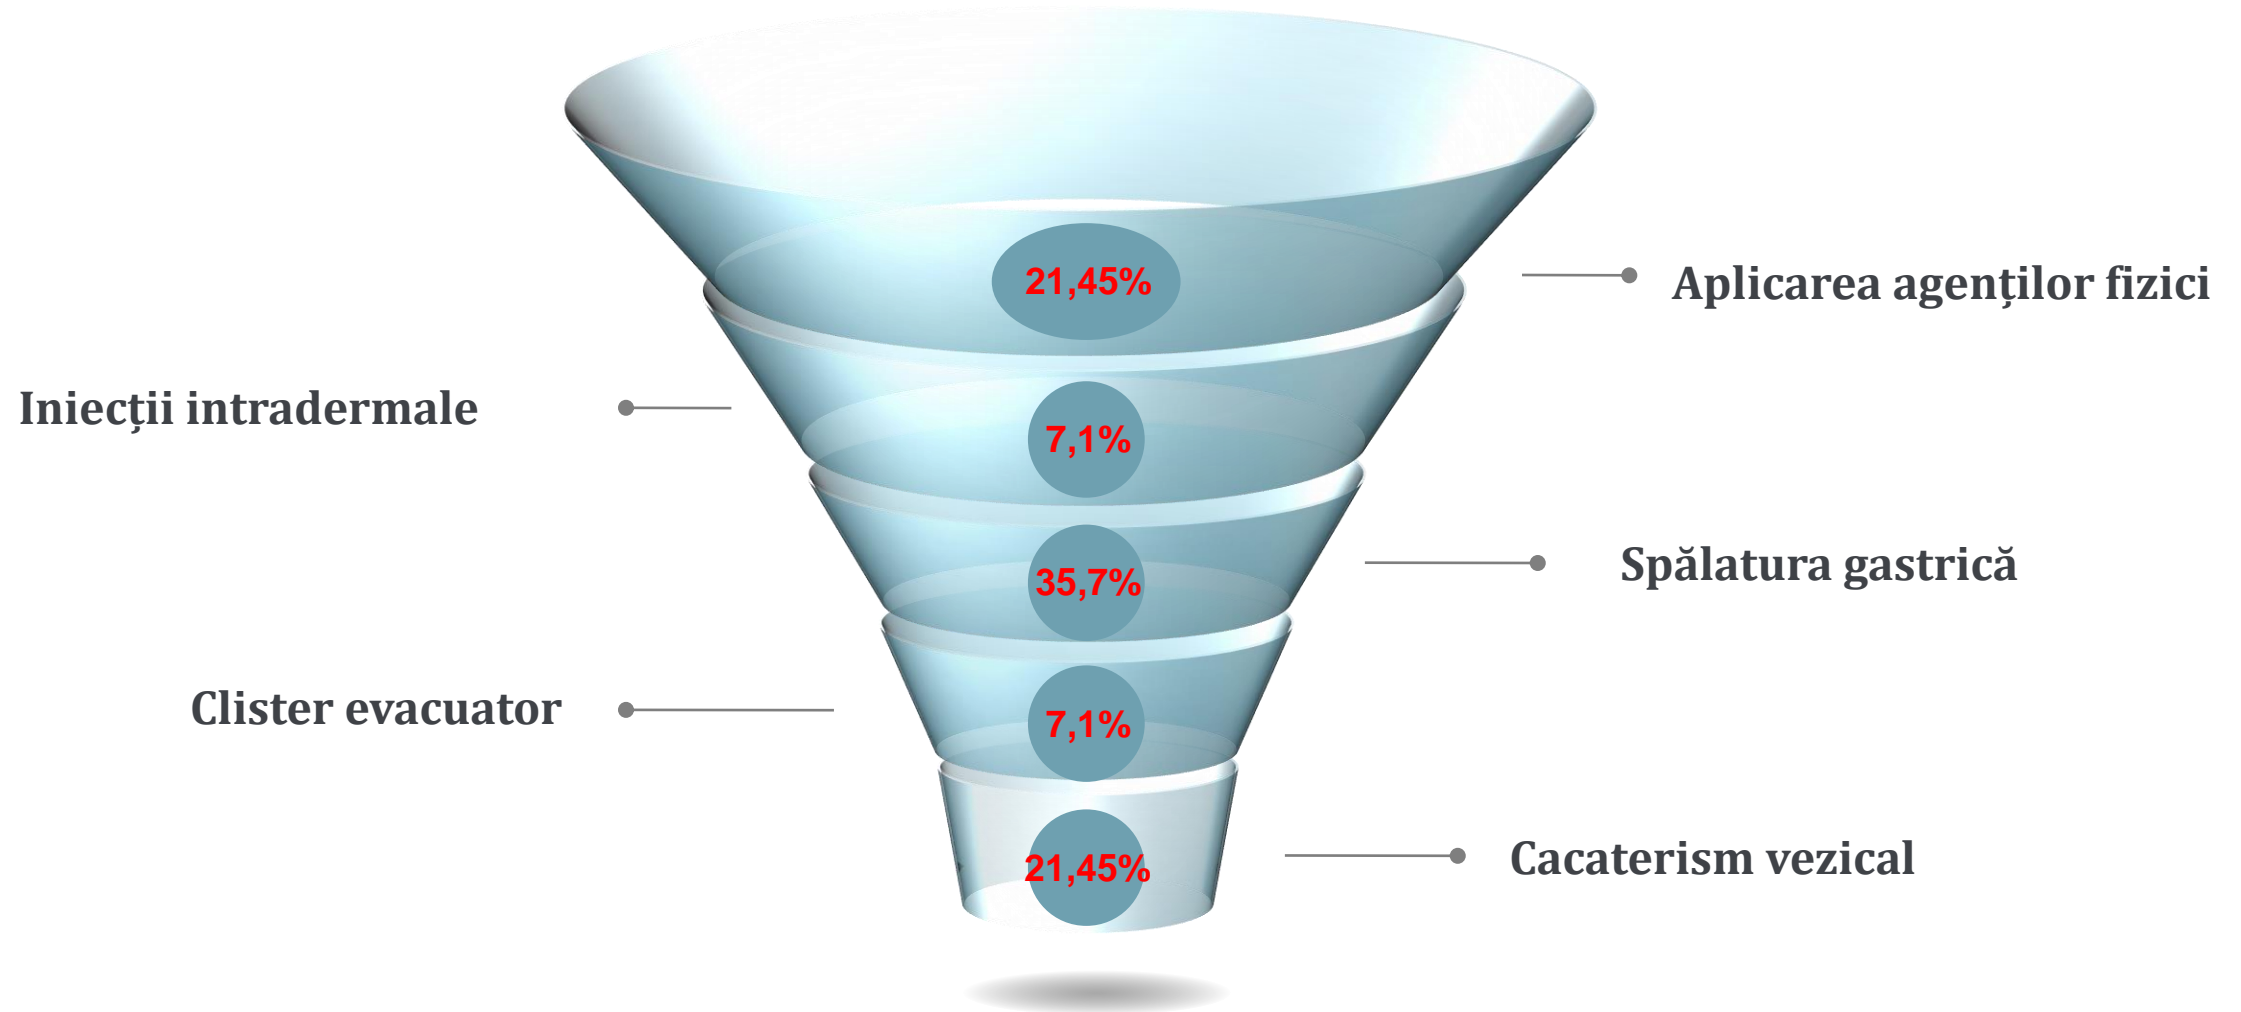 21,45%
Aplicarea agenților fizici
Iniecții intradermale
7,1%
35,7%
Spălatura gastrică
Clister evacuator
7,1%
21,45%
Cacaterism vezical